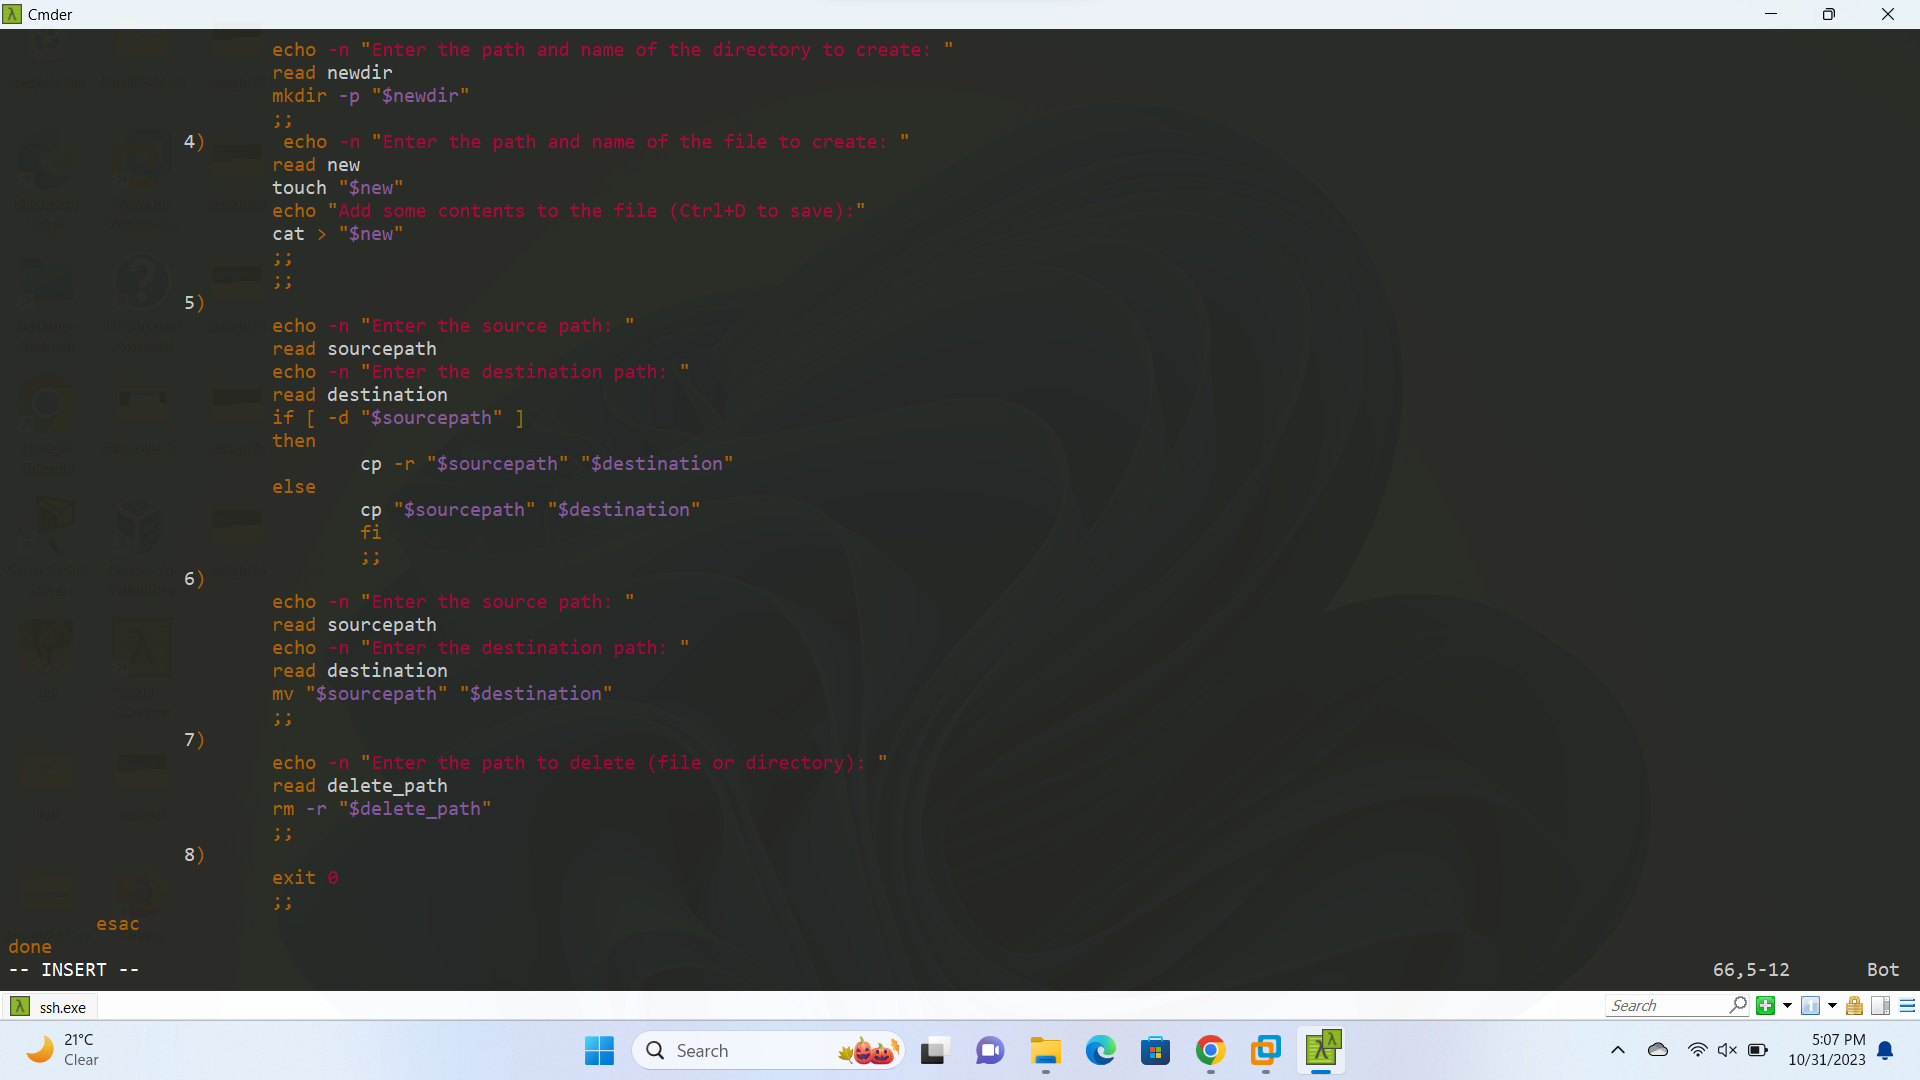 Cmder
echo -n "Enter the path and name of the directory to create: "
read newdir
mkdir -p "$newdir"
;;
4) echo -n "Enter the path and name of the file to create: "
read new
touch "$new"
echo "Add some contents to the file (Ctrl+D to save):"
cat > "$new"
;;
;;
5)
echo -n "Enter the source path: "
read sourcepath
echo -n "Enter the destination path: "
read destination
if [ -d "$sourcepath" ]
then
cp -r "$sourcepath" "$destination"
else
cp "$sourcepath" "$destination"
fi
;;
6)
echo -n "Enter the source path: "
read sourcepath
echo -n "Enter the destination path: "
read destination
mv "$sourcepath" "$destination"
;;
7)
echo -n "Enter the path to delete (file or directory): "
read delete_path
rm -r "$delete_path"
;;
8)
exit 0
;;
esac
done
-- INSERT -- 66,5-12 Bot
ssh.exe Search
21°C
Clear
Search
5:07 PM
10/31/2023